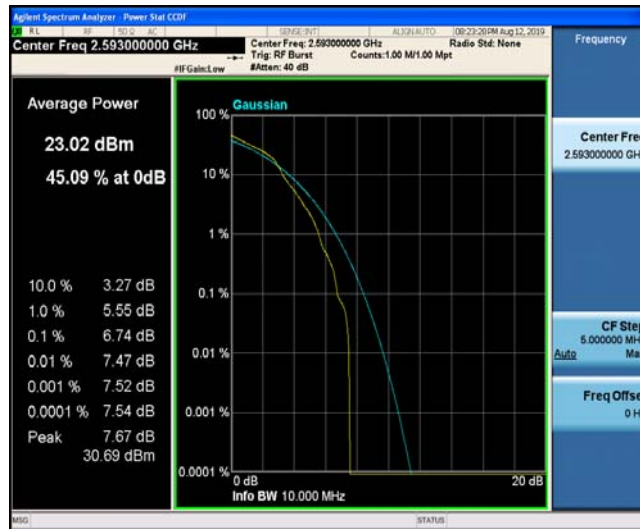 Agilent Spectrum Analyzer - Power Stat CCDF
RL RF 50 Ω AC SENSE:INT ALIGN AUTO 08:23:20 PM Aug 12, 2019
Center Freq 2.593000000 GHz
Center Freq: 2.593000000 GHz Radio Std: None
Trig: RF Burst Counts:1.00 M/1.00 Mpt
#IFGain:Low #Atten: 40 dB
Frequency
Average Power
23.02 dBm
45.09 % at 0dB
10.0 % 3.27 dB
1.0 % 5.55 dB
0.1 % 6.74 dB
0.01 % 7.47 dB
0.001 % 7.52 dB
0.0001 % 7.54 dB
Peak 7.67 dB
30.69 dBm
Gaussian
100 %
10 %
1 %
0.1 %
0.01 %
0.001 %
0.0001 %
0 dB 20 dB
Info BW 10.000 MHz
Center Fre
2.593000000 GH
CF Ste
5.000000 MH
Auto Ma
Freq Offse
0 H
MSG STATUS